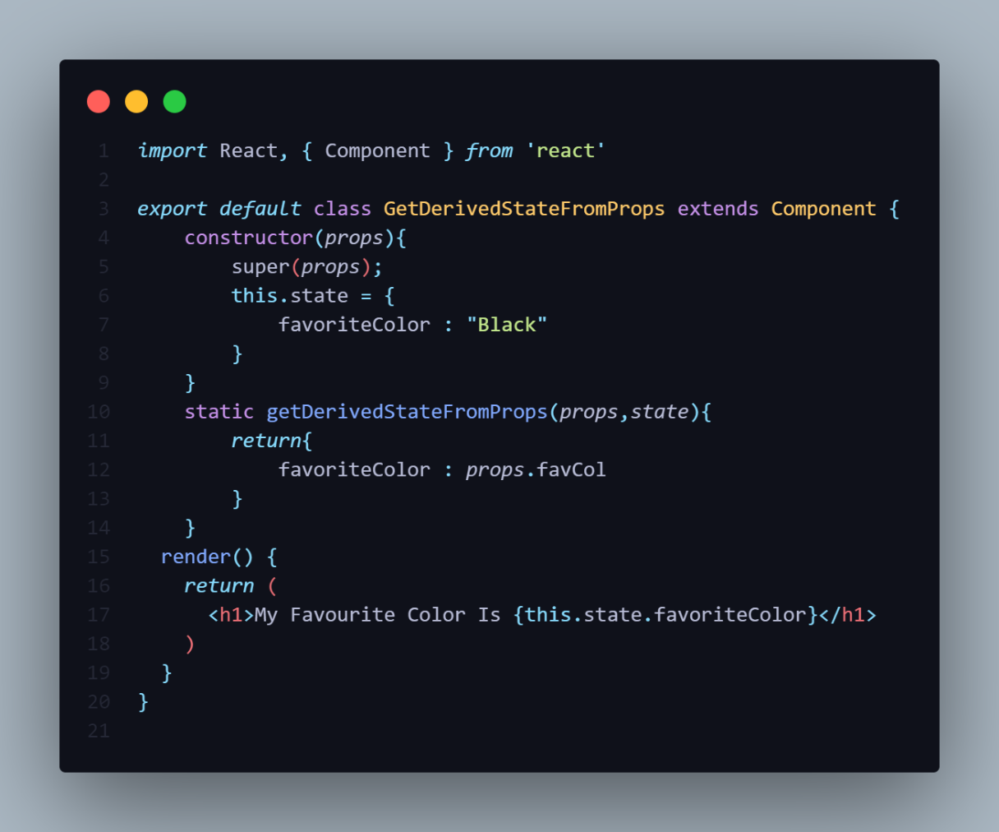 1 import React, { Component } from 'react'
2
3 export default class GetDerivedStateFromProps extends Component {
4     constructor(props){
5         super(props);
6         this.state = {
7             favoriteColor : "Black"
8         }
9     }
10     static getDerivedStateFromProps(props,state){
11         return{
12             favoriteColor : props.favCol
13         }
14     }
15   render() {
16     return (
17       <h1>My Favourite Color Is {this.state.favoriteColor}</h1>
18     )
19   }
20 }
21